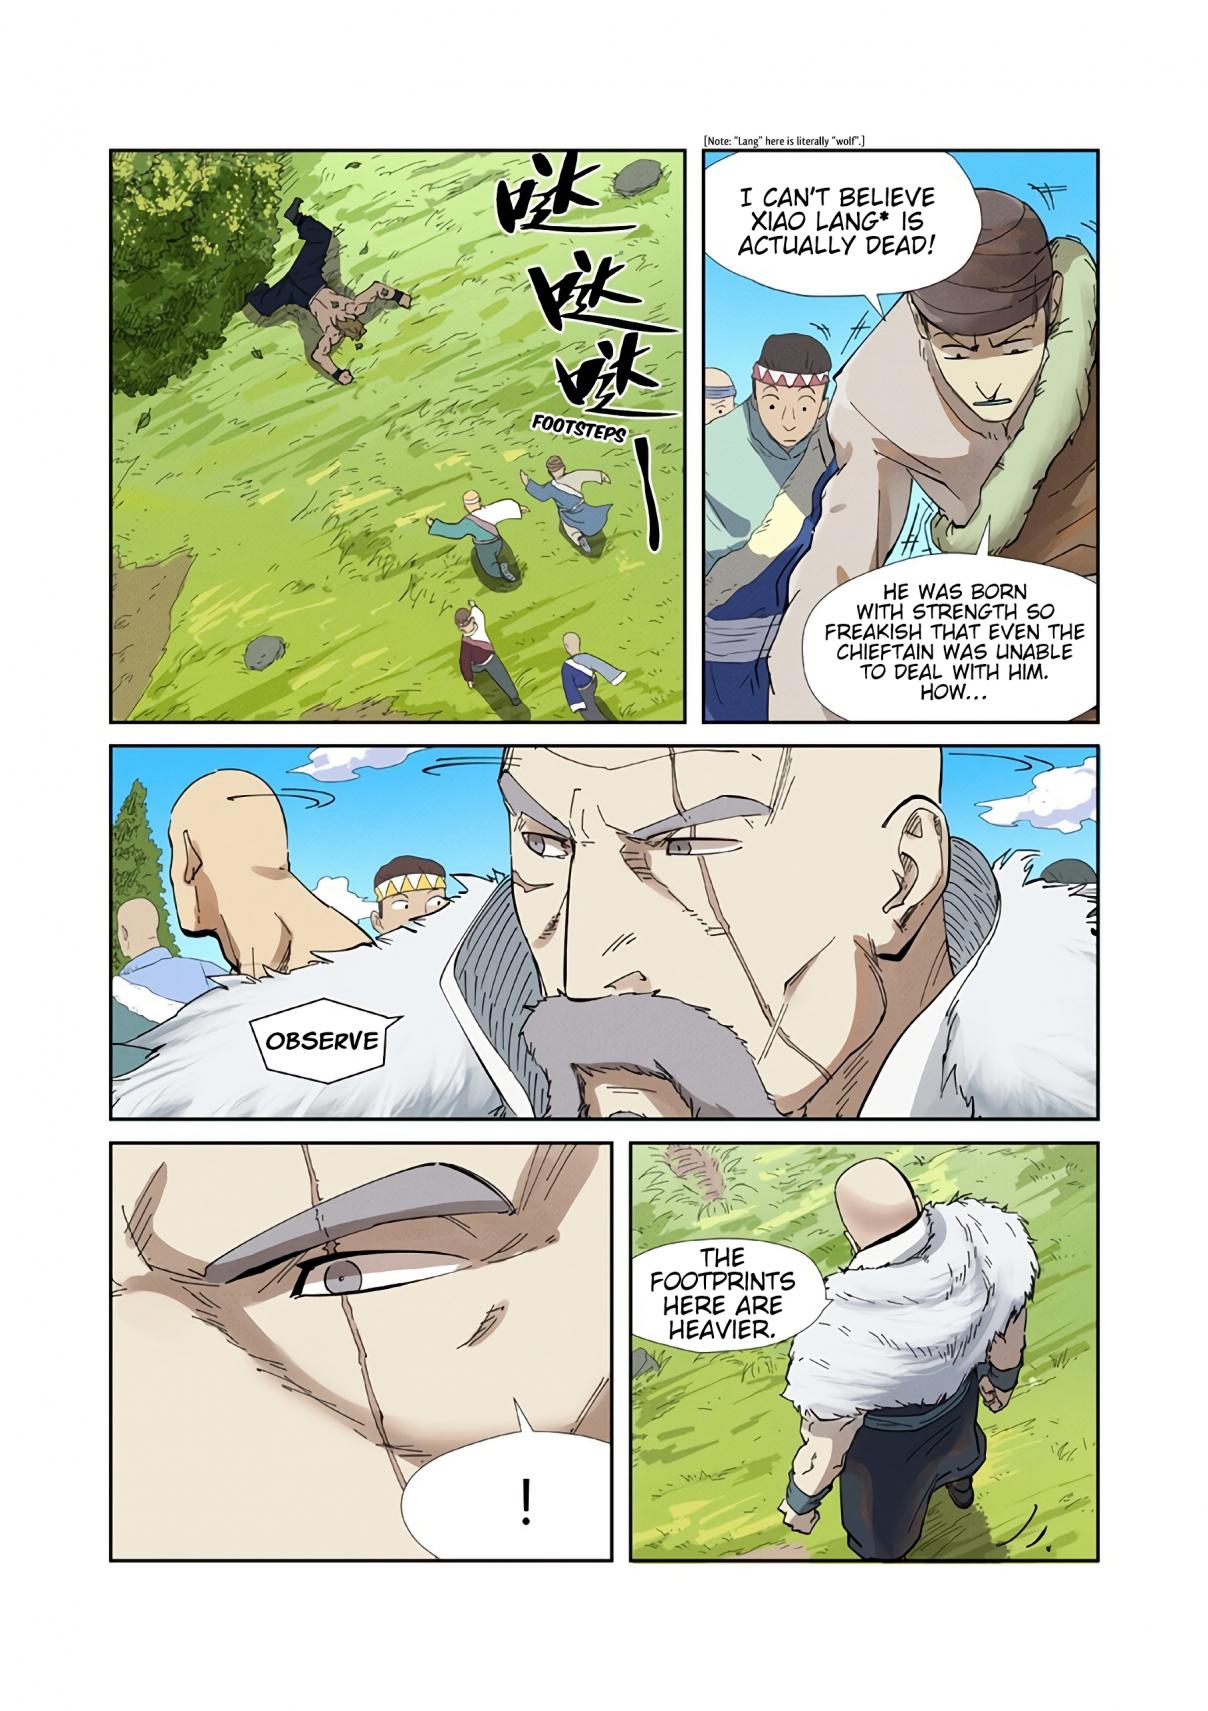 [Note: "Lang" here is literally "wolf".]
哒
哒
哒
FOOTSTEPS
I CAN'T BELIEVE
XIAO LANG* IS
ACTUALLY DEAD!
HE WAS BORN
WITH STRENGTH SO
FREAKISH THAT EVEN THE
CHIEFTAIN WAS UNABLE
TO DEAL WITH HIM.
HOW...
OBSERVE
!
THE
FOOTPRINTS
HERE ARE
HEAVIER.